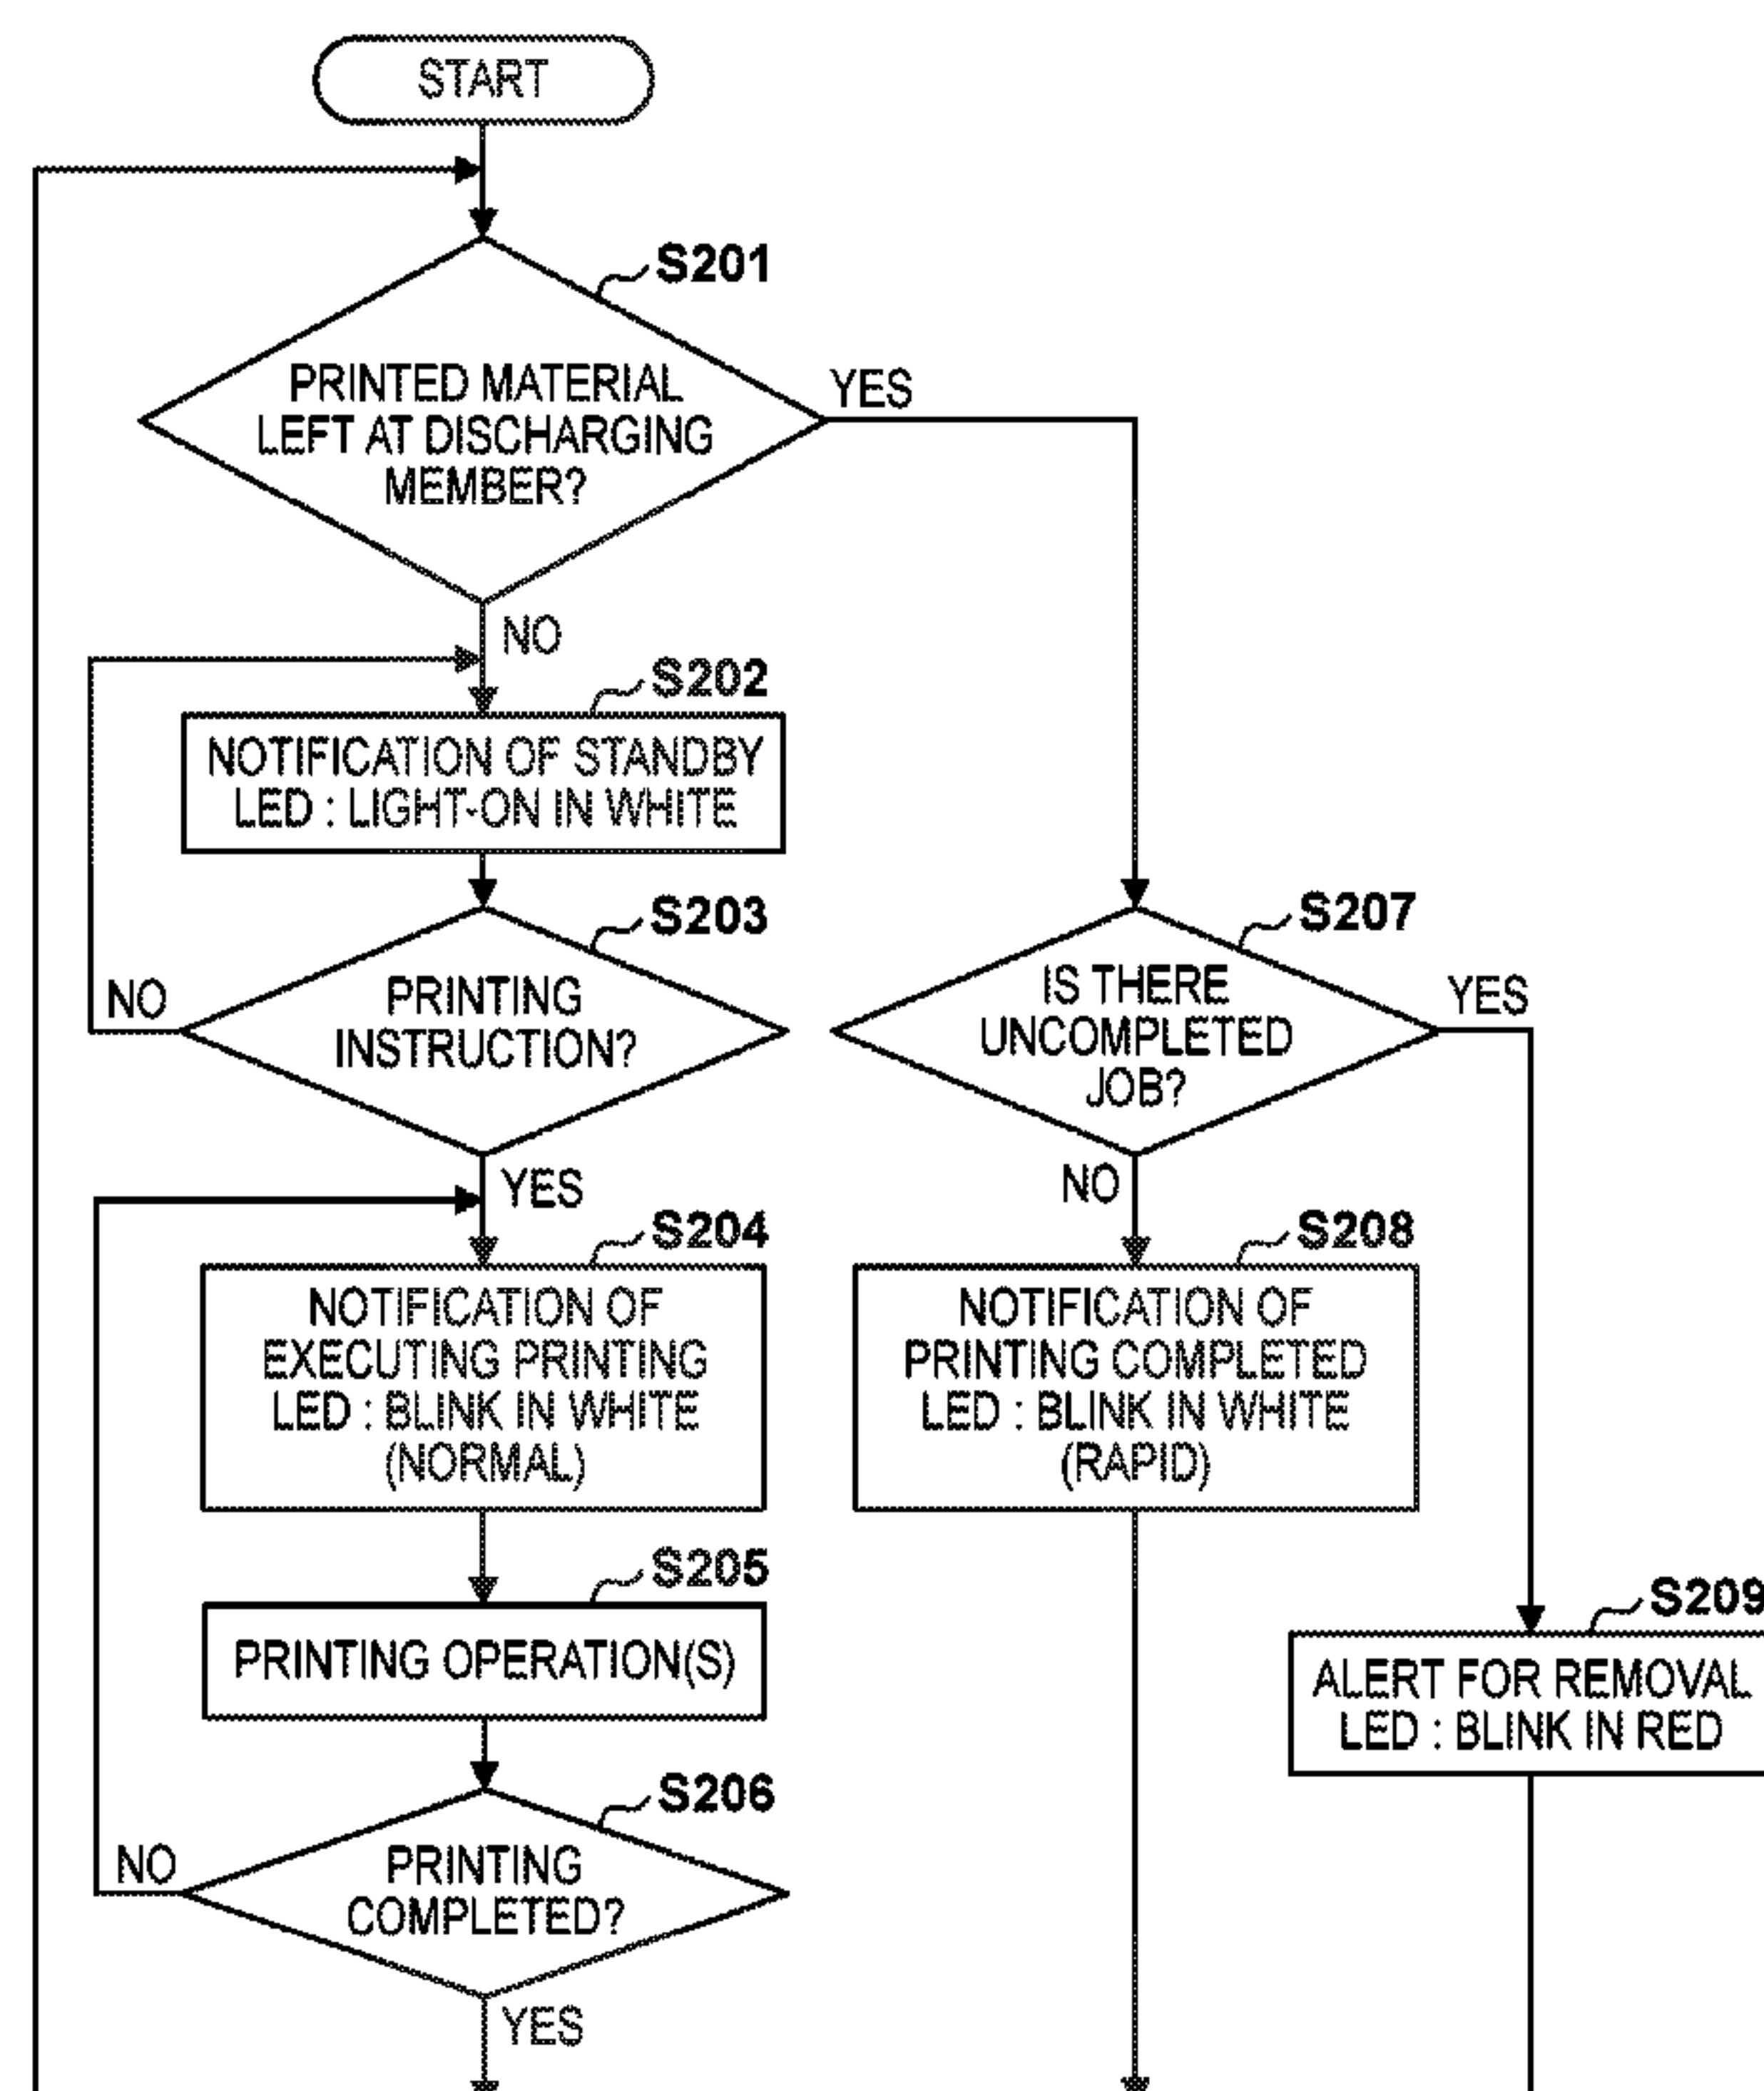 START
S201
PRINTED MATERIAL
LEFT AT DISCHARGING
MEMBER?
YES
NO
S202
NOTIFICATION OF STANDBY
LED : LIGHT-ON IN WHITE
S203
PRINTING
INSTRUCTION?
NO
YES
S204
NOTIFICATION OF
EXECUTING PRINTING
LED : BLINK IN WHITE
(NORMAL)
S205
PRINTING OPERATION(S)
S206
PRINTING
COMPLETED?
NO
YES
S207
IS THERE
UNCOMPLETED
JOB?
YES
NO
S208
NOTIFICATION OF
PRINTING COMPLETED
LED : BLINK IN WHITE
(RAPID)
S209
ALERT FOR REMOVAL
LED : BLINK IN RED